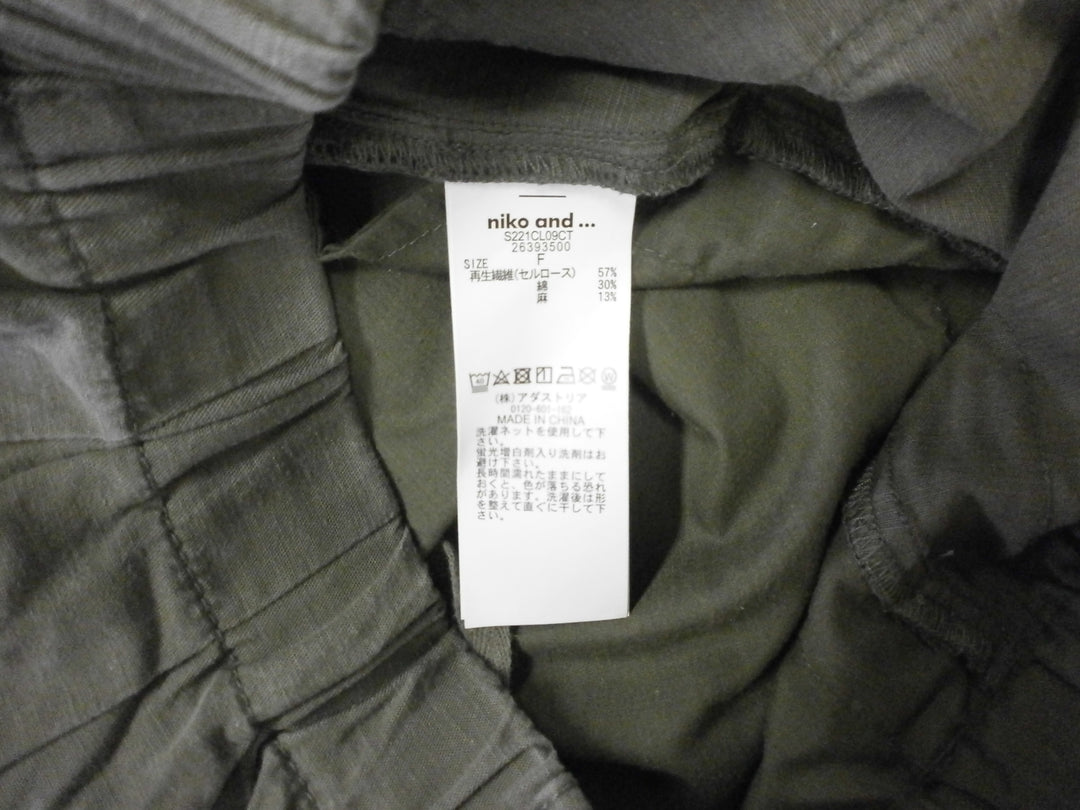 niko and ...
S221CL09CT
26393500
SIZE F
再生繊維(セルロース) 57%
綿 30%
麻 13%
40 W
(株)アダストリア
0120-601-162
MADE IN CHINA
洗濯ネットを使用して下
さい。
蛍光増白剤入り洗剤はお
避け下さい。
長時間濡れたままにして
おくと、色が落ちる恐れ
があります。洗濯後は形
を整えて直ぐに干して下
さい。